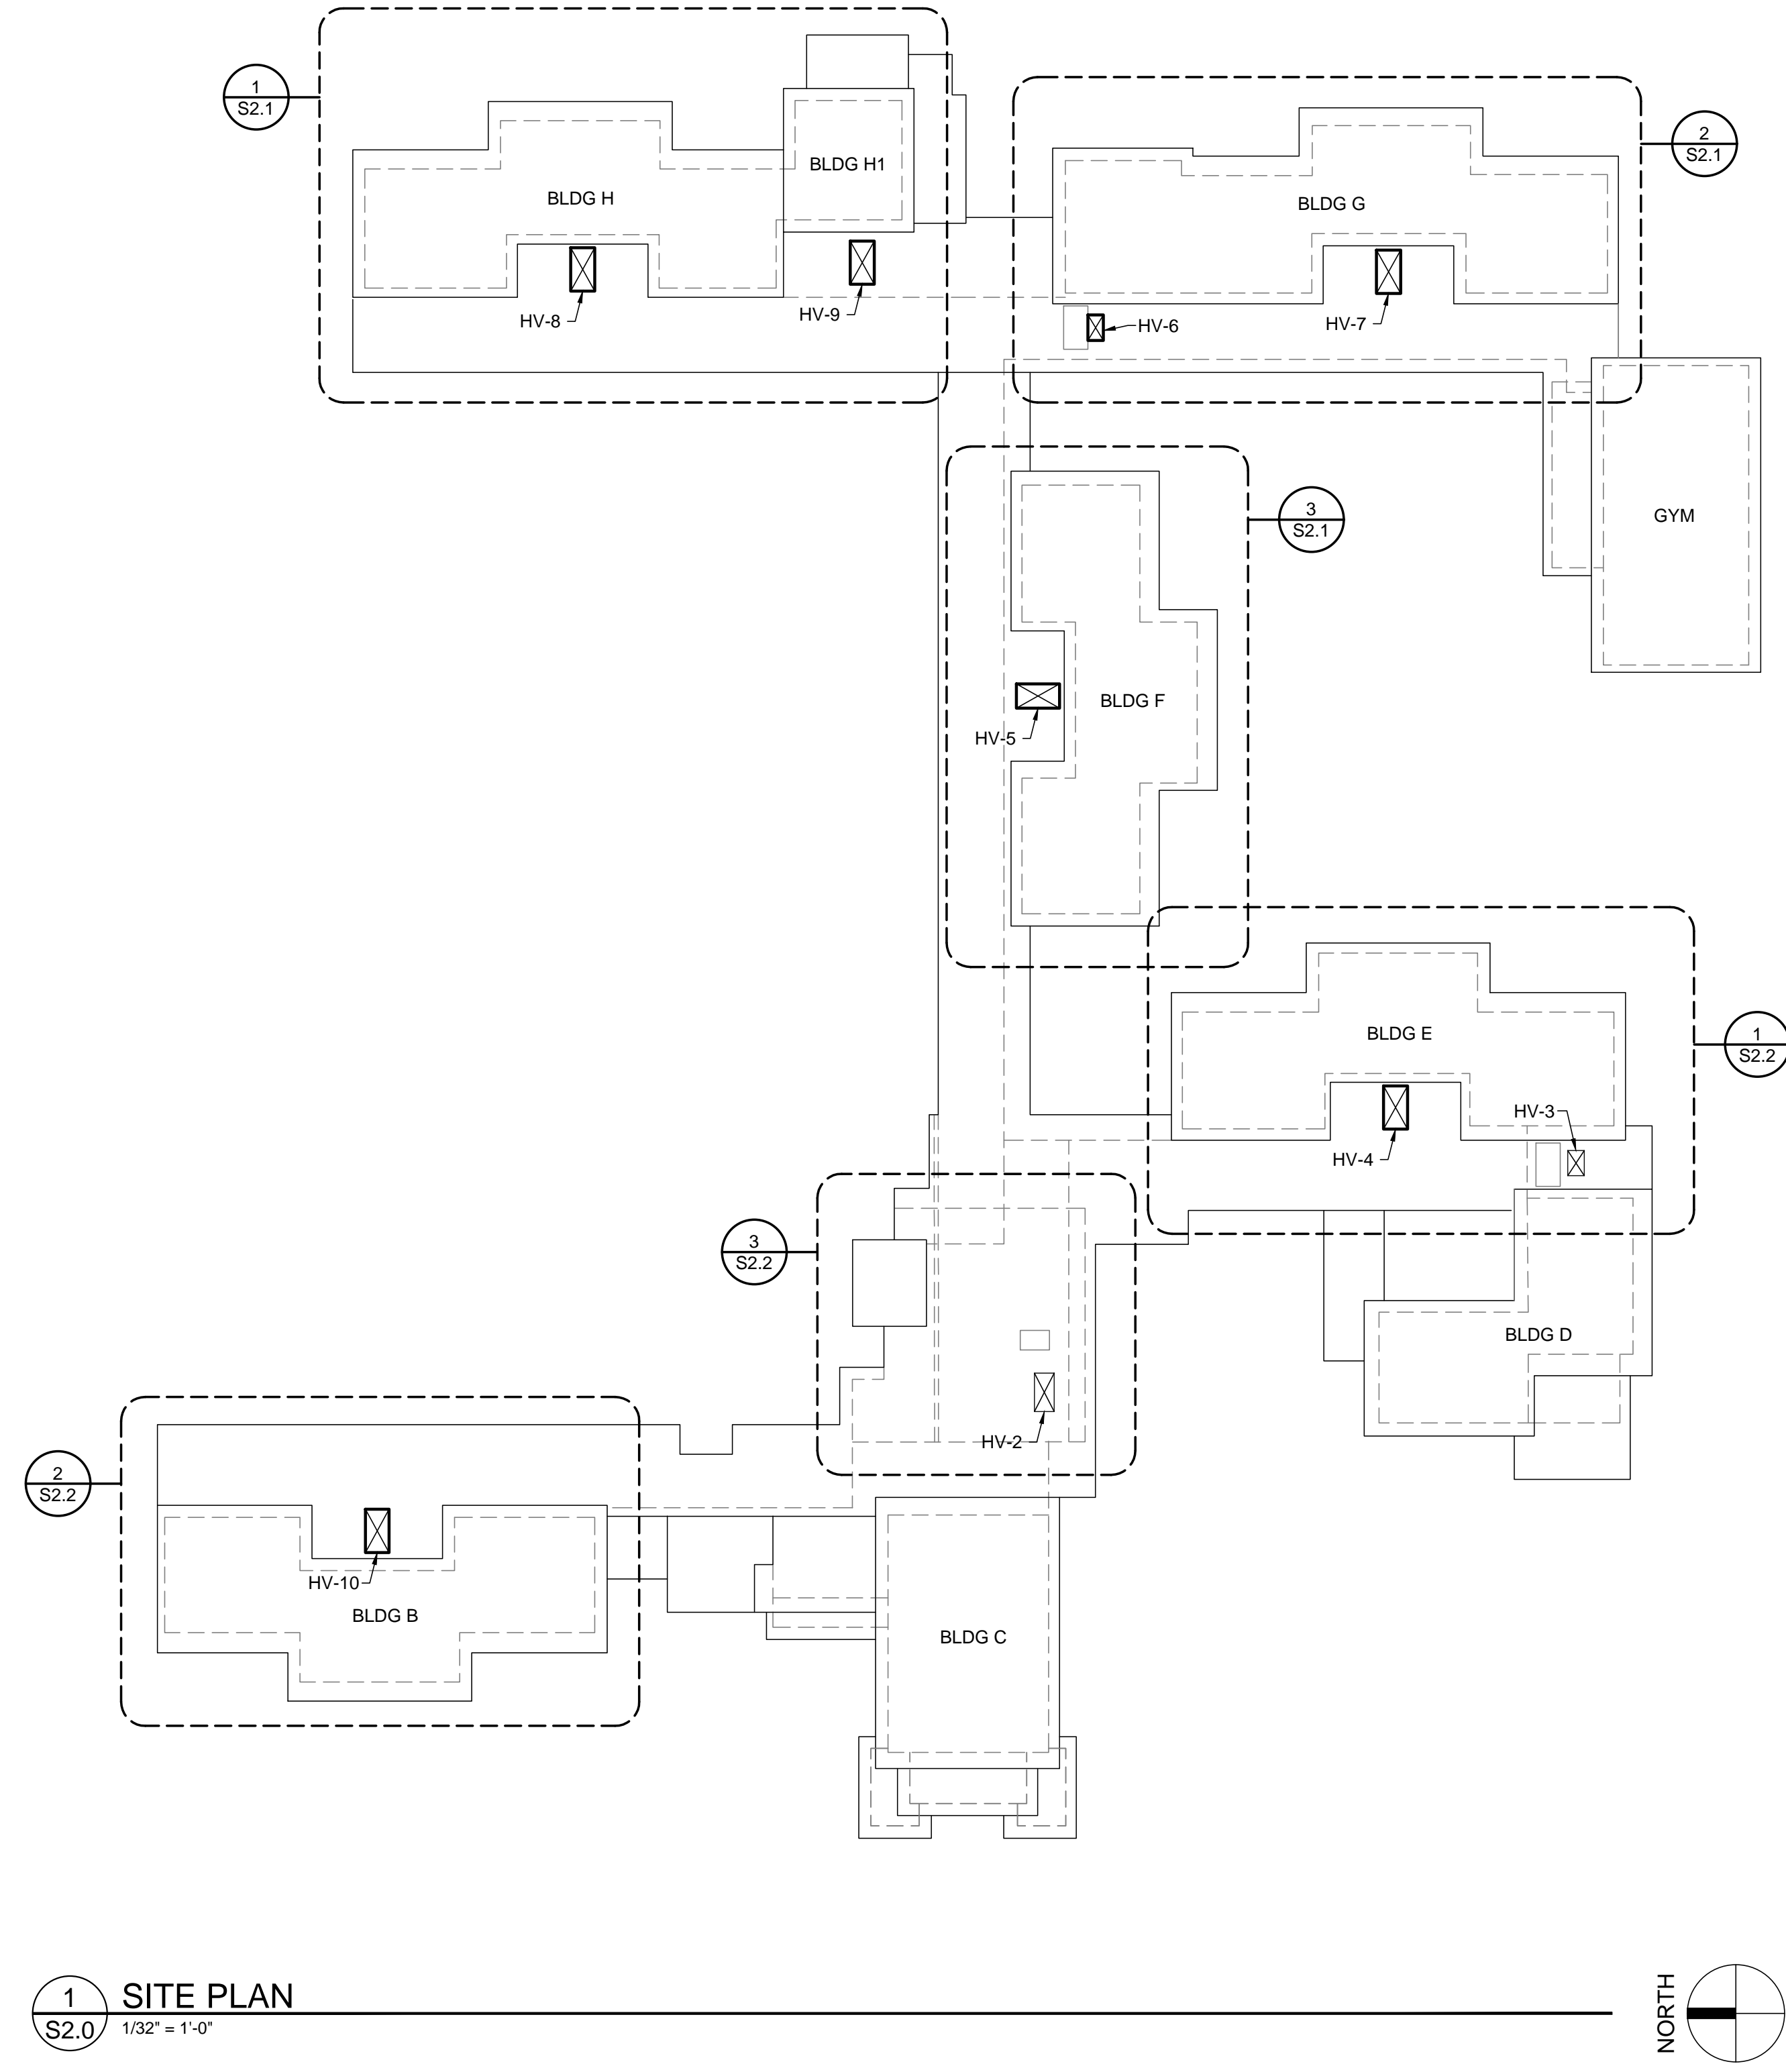 1
S2.1
2
S2.1
BLDG H1
BLDG H
BLDG G
HV-8
HV-9
HV-6
HV-7
3
S2.1
GYM
BLDG F
HV-5
BLDG E
1
S2.2
HV-3
HV-4
3
S2.2
BLDG D
HV-2
2
S2.2
HV-10
BLDG B
BLDG C
1
S2.0
SITE PLAN
1/32" = 1'-0"
NORTH